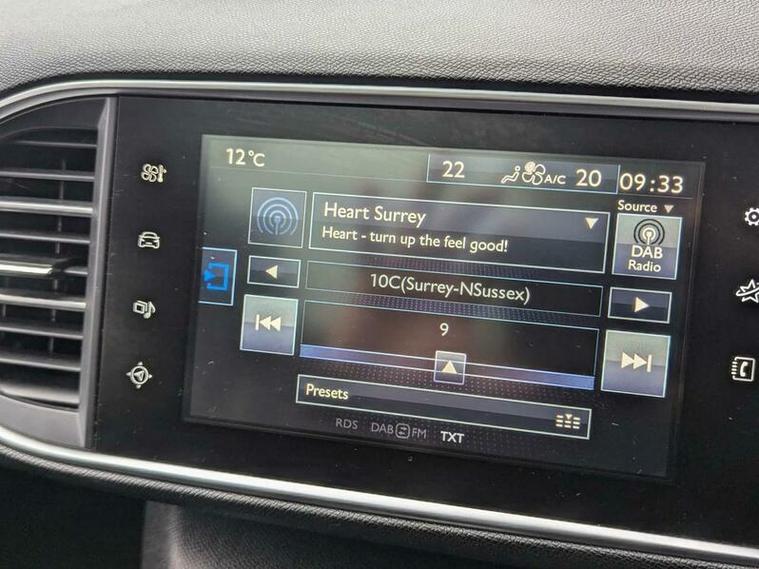 12°C
22
A/C
20
09:33
Source
Heart Surrey
Heart - turn up the feel good!
DAB
Radio
10C(Surrey-NSussex)
9
Presets
RDS
DAB FM
TXT